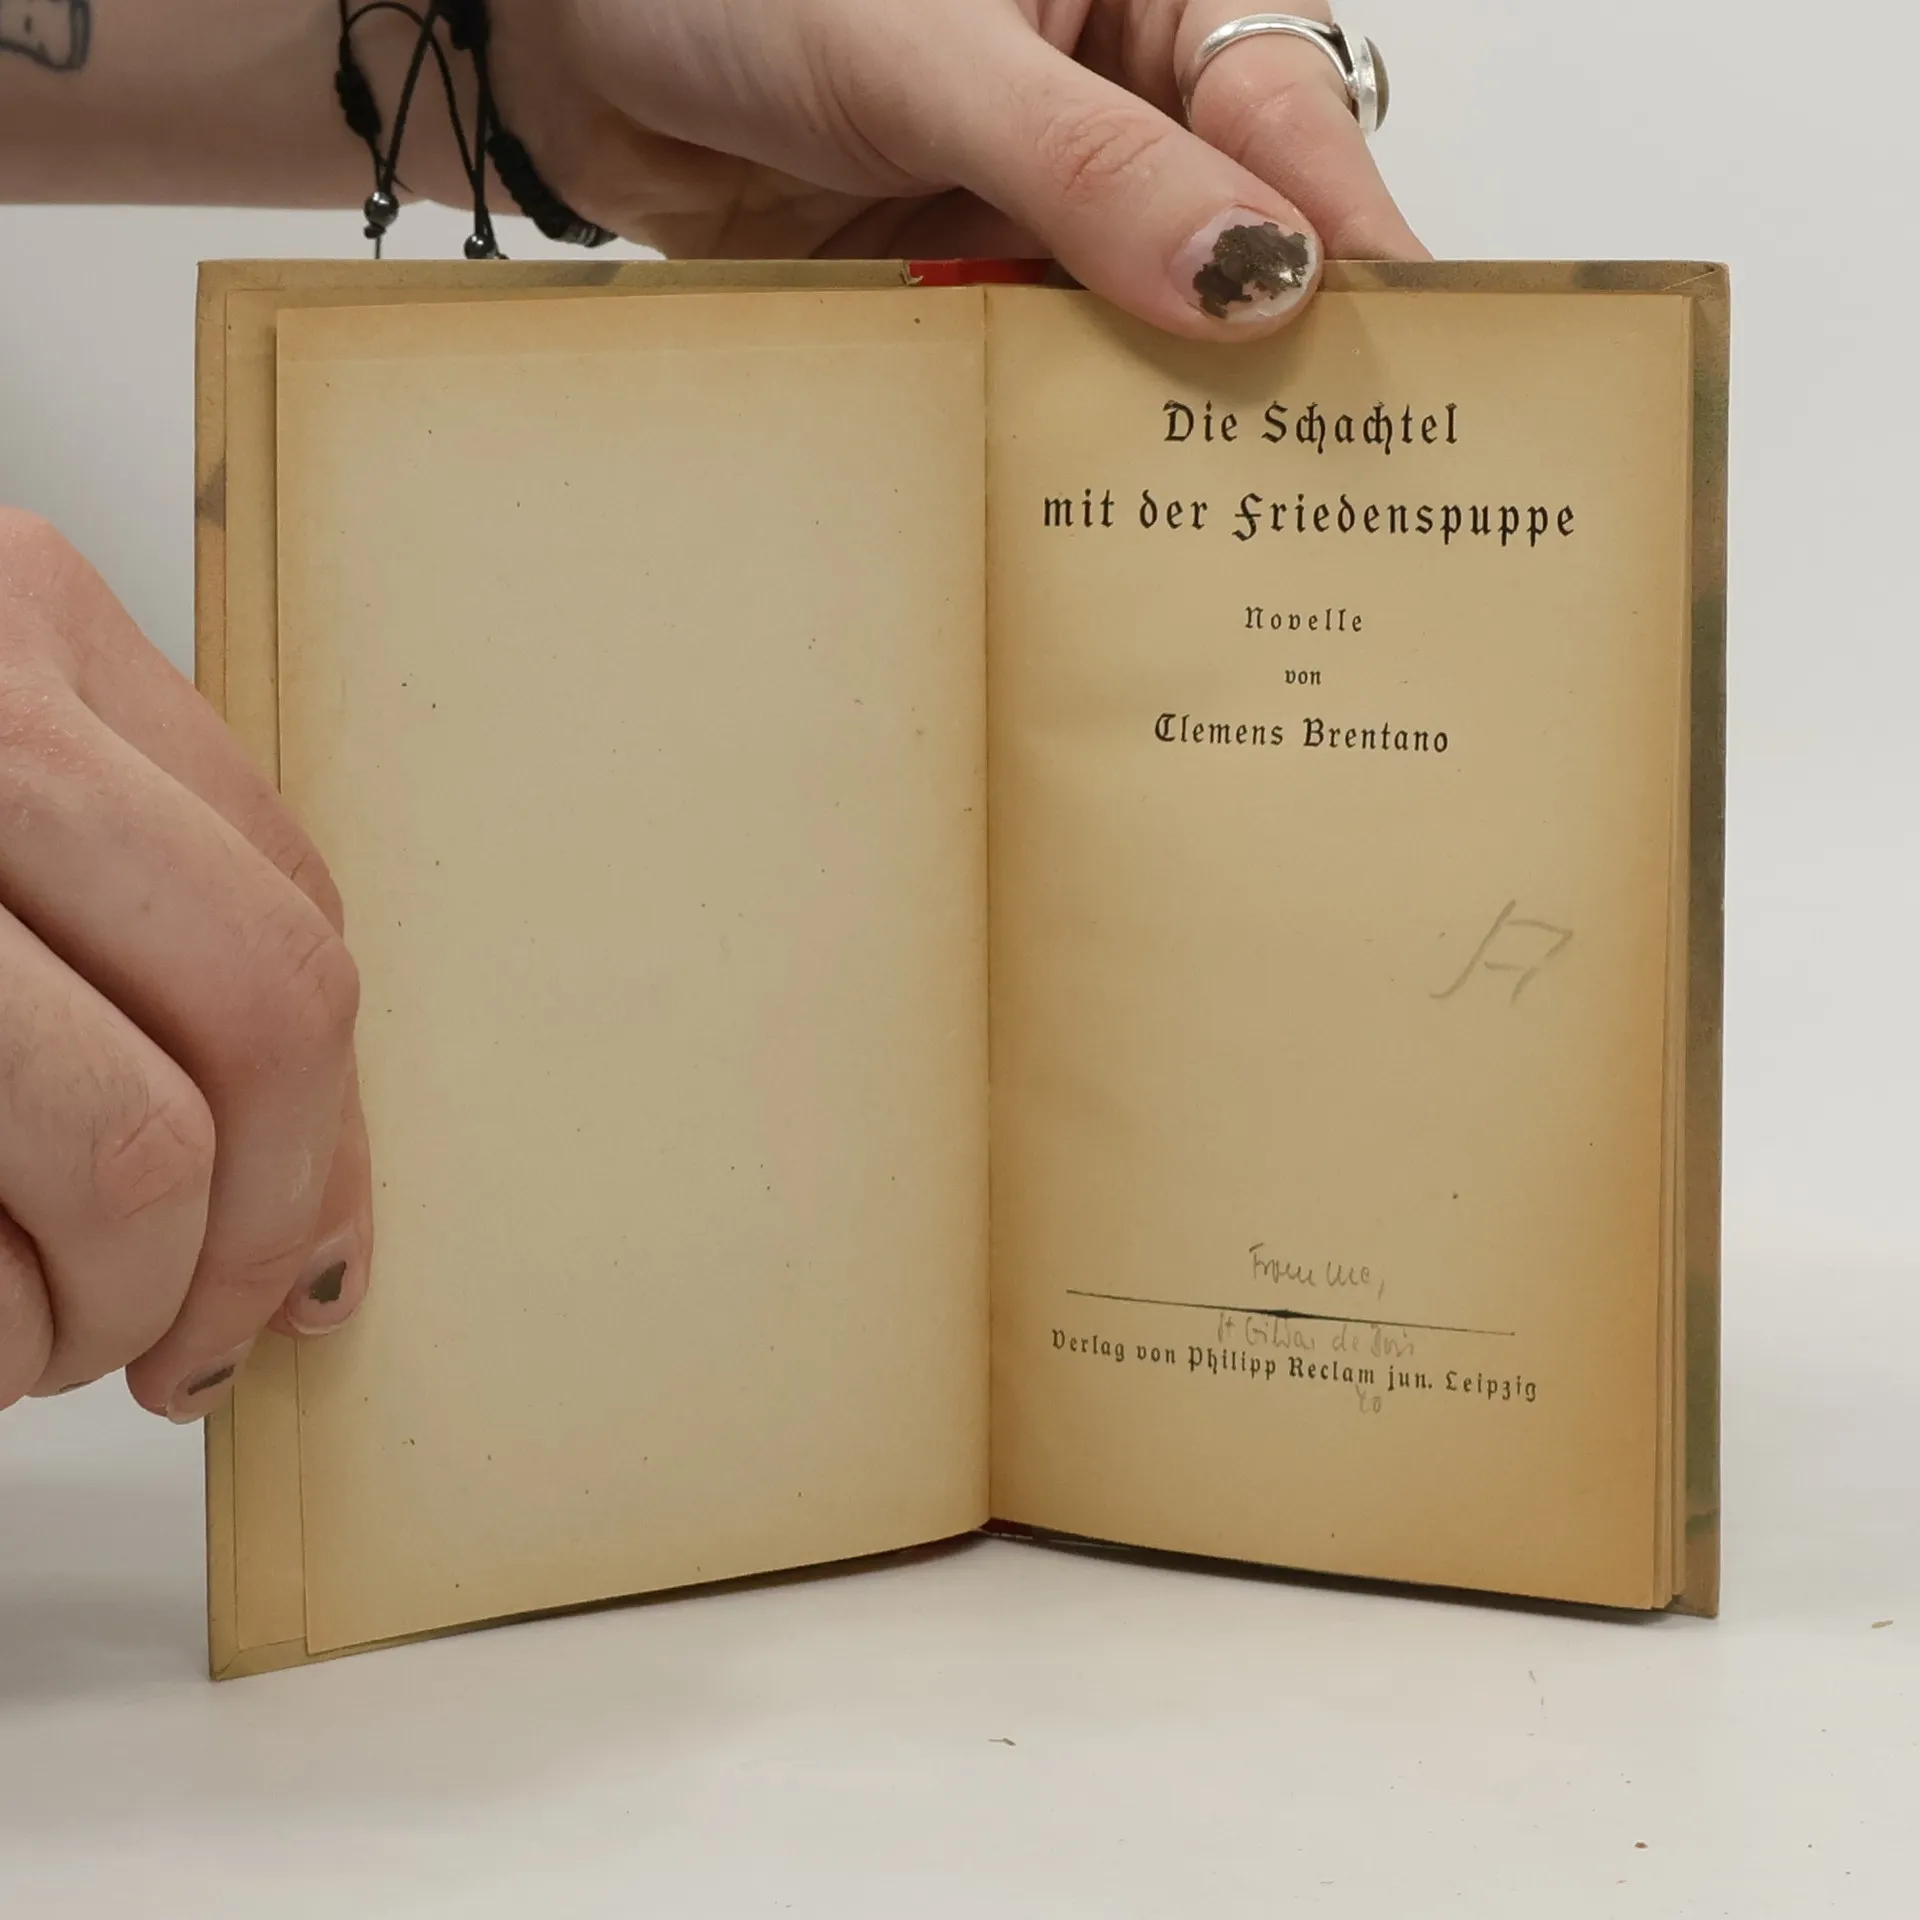 Die Schachtel
mit der Friedenspuppe
Novelle
von
Clemens Brentano
Verlag von Philipp Reclam jun. Leipzig